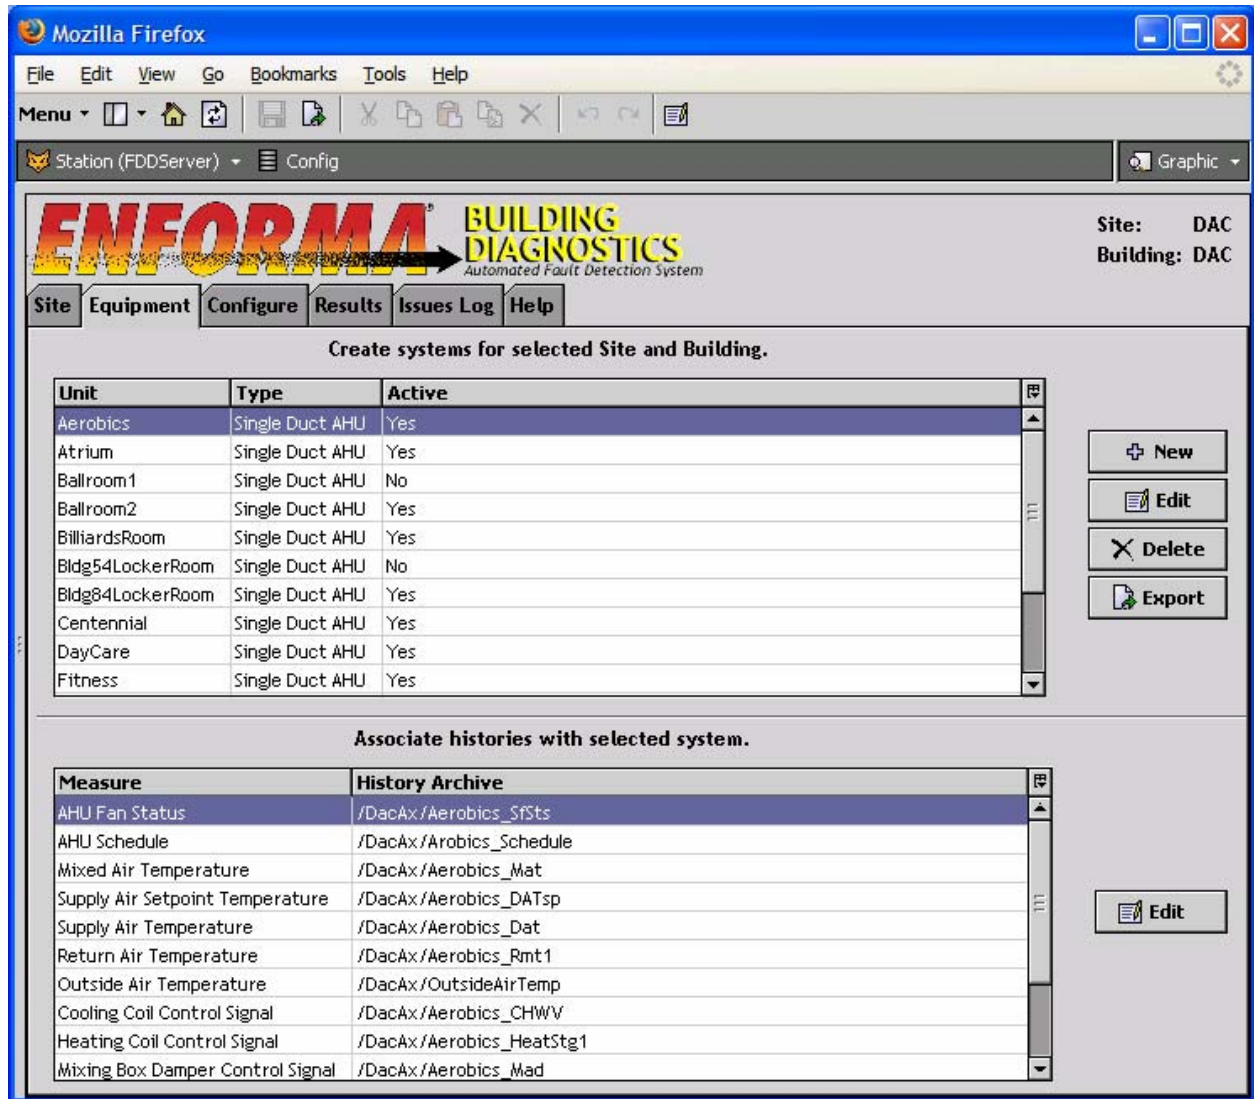 Mozilla Firefox
File Edit View Go Bookmarks Tools Help
Menu
Station (FDDServer) Config Graphic
ENFORMA® BUILDING DIAGNOSTICS
Automated Fault Detection System
Site: DAC
Building: DAC
Site Equipment Configure Results Issues Log Help
Create systems for selected Site and Building.
Unit Type Active
Aerobics Single Duct AHU Yes
Atrium Single Duct AHU Yes
Ballroom1 Single Duct AHU No
Ballroom2 Single Duct AHU Yes
BilliardsRoom Single Duct AHU Yes
Bldg54LockerRoom Single Duct AHU No
Bldg84LockerRoom Single Duct AHU Yes
Centennial Single Duct AHU Yes
DayCare Single Duct AHU Yes
Fitness Single Duct AHU Yes
New
Edit
Delete
Export
Associate histories with selected system.
Measure History Archive
AHU Fan Status /DacAx/Aerobics_SfSts
AHU Schedule /DacAx/Arobics_Schedule
Mixed Air Temperature /DacAx/Aerobics_Mat
Supply Air Setpoint Temperature /DacAx/Aerobics_DATsp
Supply Air Temperature /DacAx/Aerobics_Dat
Return Air Temperature /DacAx/Aerobics_Rmt1
Outside Air Temperature /DacAx/OutsideAirTemp
Cooling Coil Control Signal /DacAx/Aerobics_CHWV
Heating Coil Control Signal /DacAx/Aerobics_HeatStg1
Mixing Box Damper Control Signal /DacAx/Aerobics_Mad
Edit